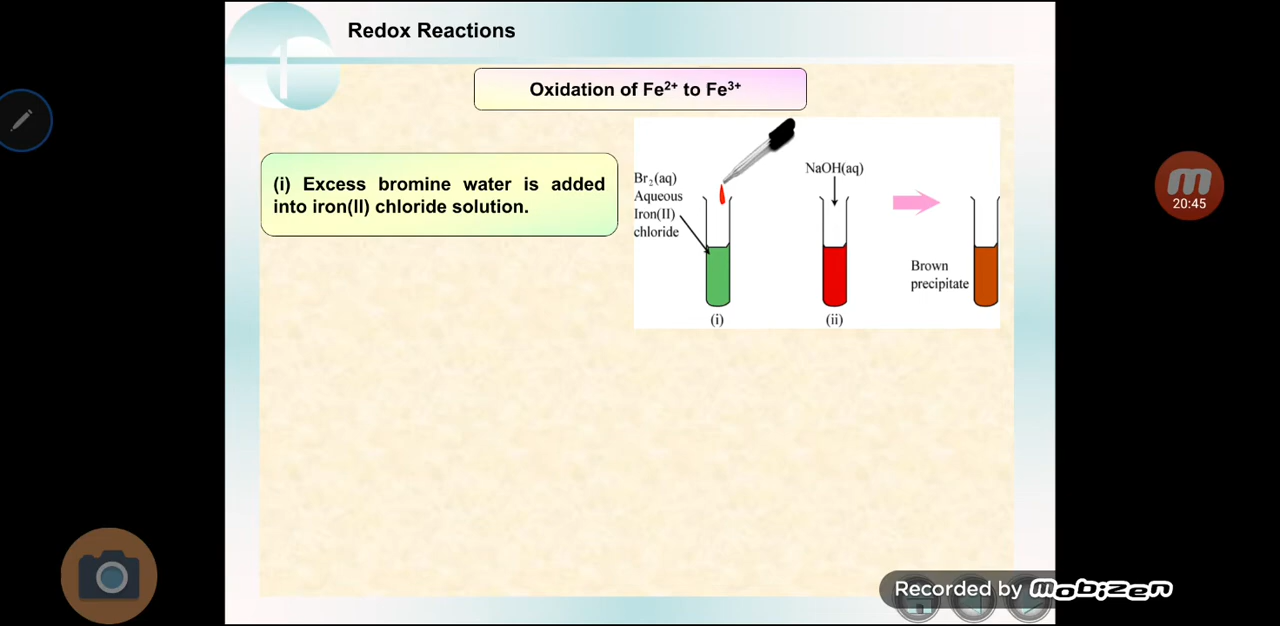 Redox Reactions
Oxidation of Fe²⁺ to Fe³⁺
(i) Excess bromine water is added
into iron(II) chloride solution.
Br₂(aq)
Aqueous
Iron(II)
chloride
NaOH(aq)
Brown
precipitate
(i)
(ii)
20:45
Recorded by mobizen